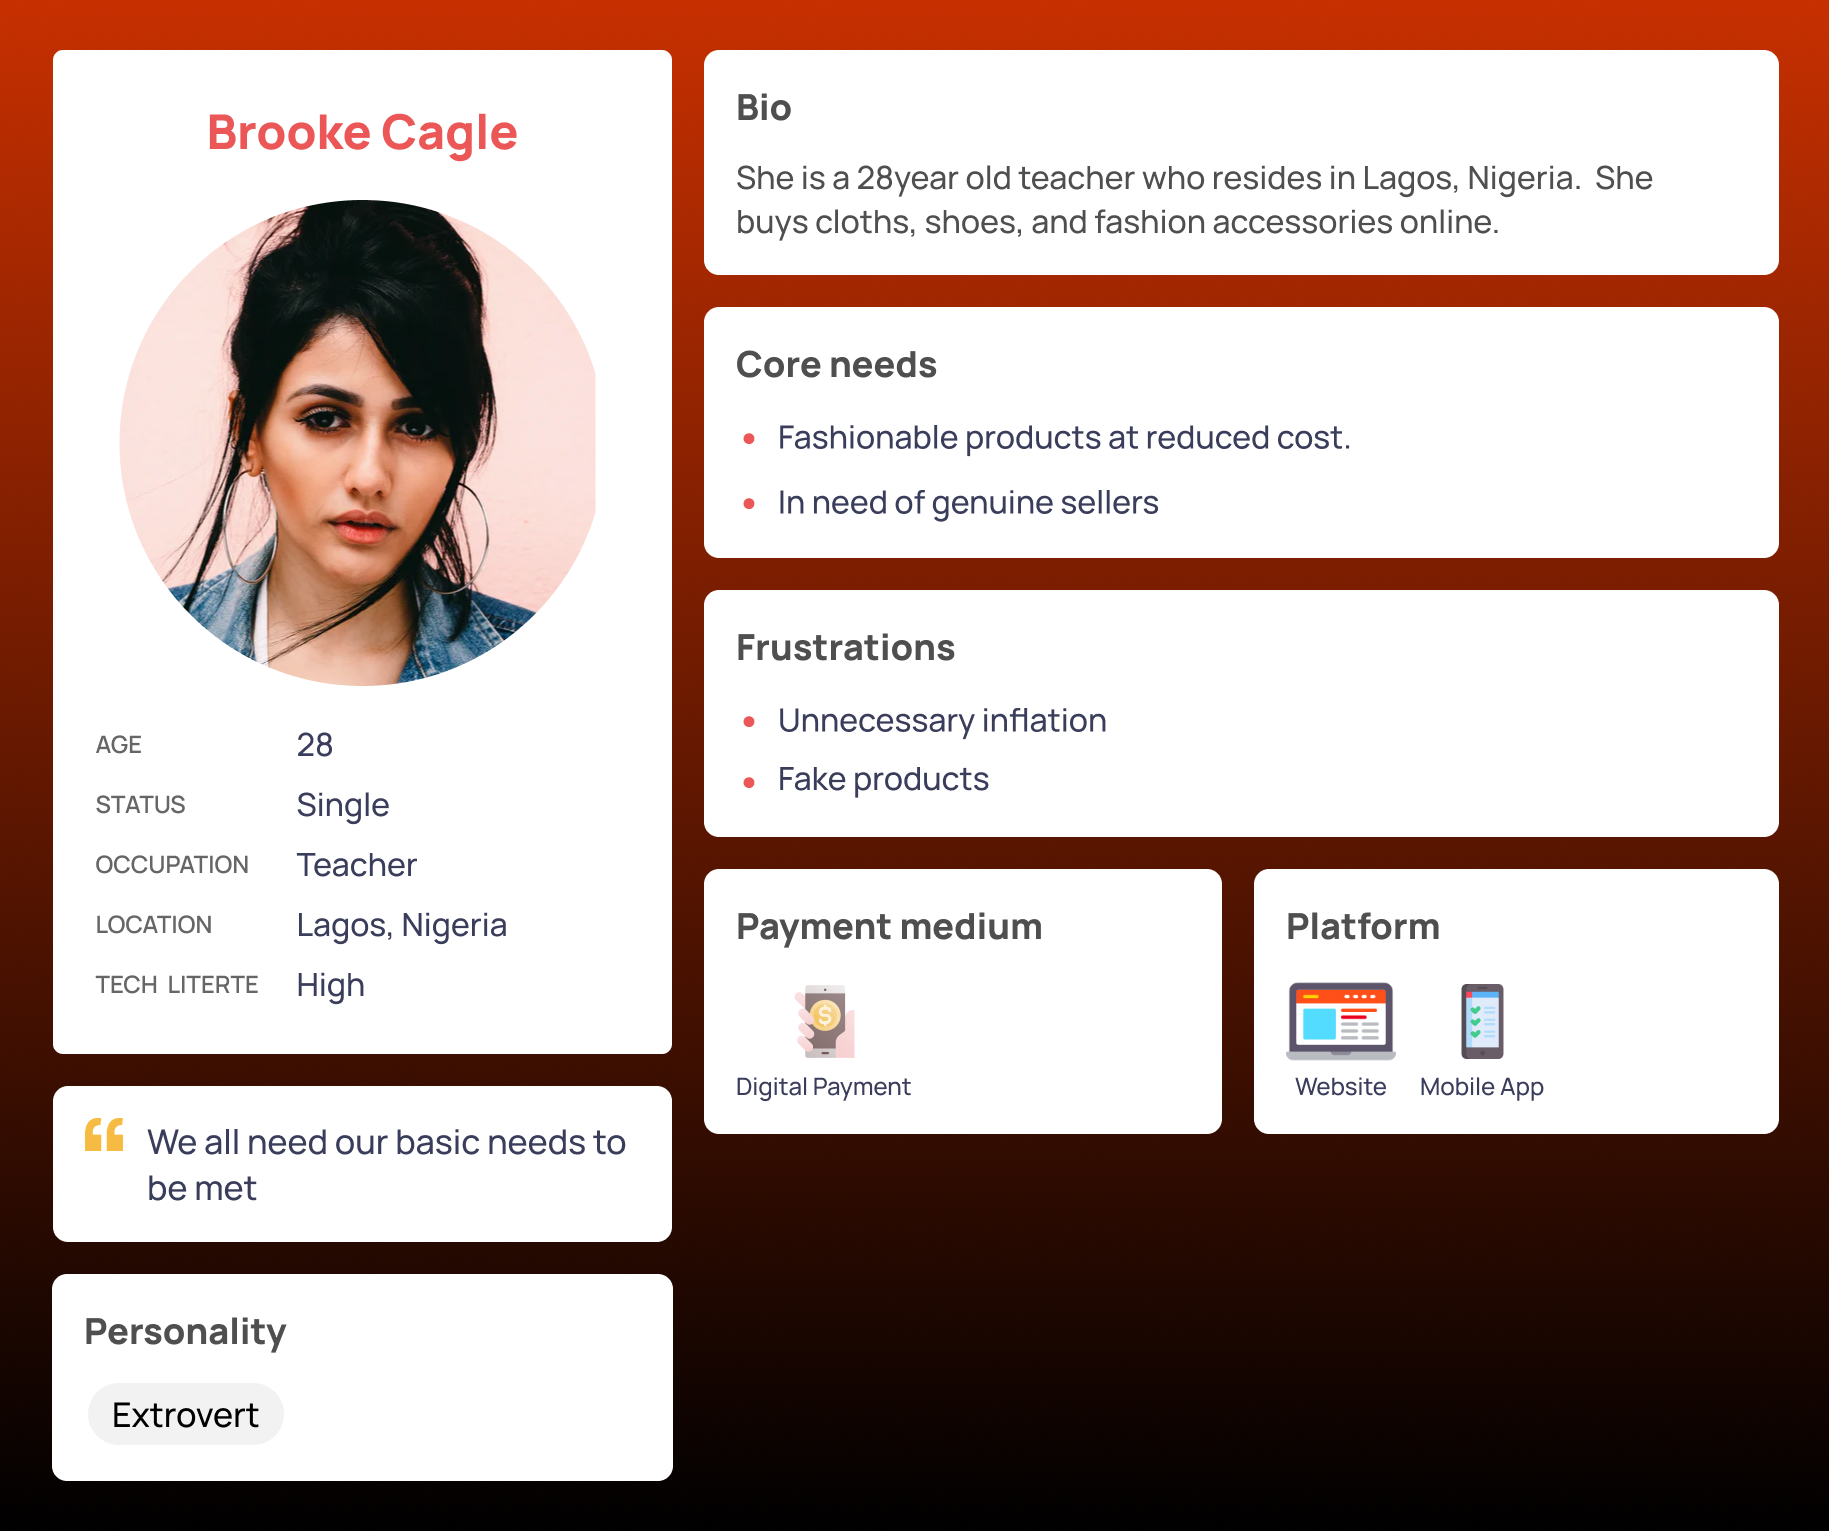 Brooke Cagle
AGE 28
STATUS Single
OCCUPATION Teacher
LOCATION Lagos, Nigeria
TECH LITERTE High
“ We all need our basic needs to
be met
Personality
Extrovert
Bio
She is a 28year old teacher who resides in Lagos, Nigeria. She
buys cloths, shoes, and fashion accessories online.
Core needs
• Fashionable products at reduced cost.
• In need of genuine sellers
Frustrations
• Unnecessary inflation
• Fake products
Payment medium
$
Digital Payment
Platform
Website Mobile App